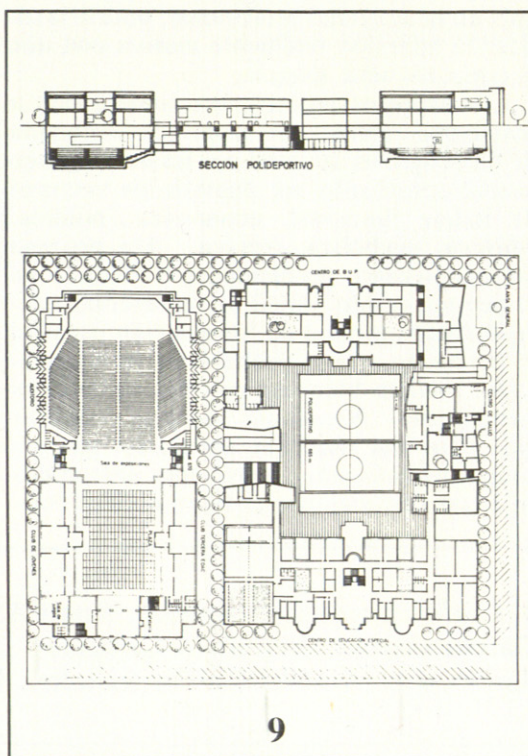 SECCION POLIDEPORTIVO
CENTRO DE B U P
PLANTA GENERAL
CENTRO DE SALUD
AUDITORIO
POLIDEPORTIVO
Sala de exposiciones
PLAZA
CLUB TERCERA EDAD
CLUB DE JOVENES
CENTRO DE EDUCACION ESPECIAL
9